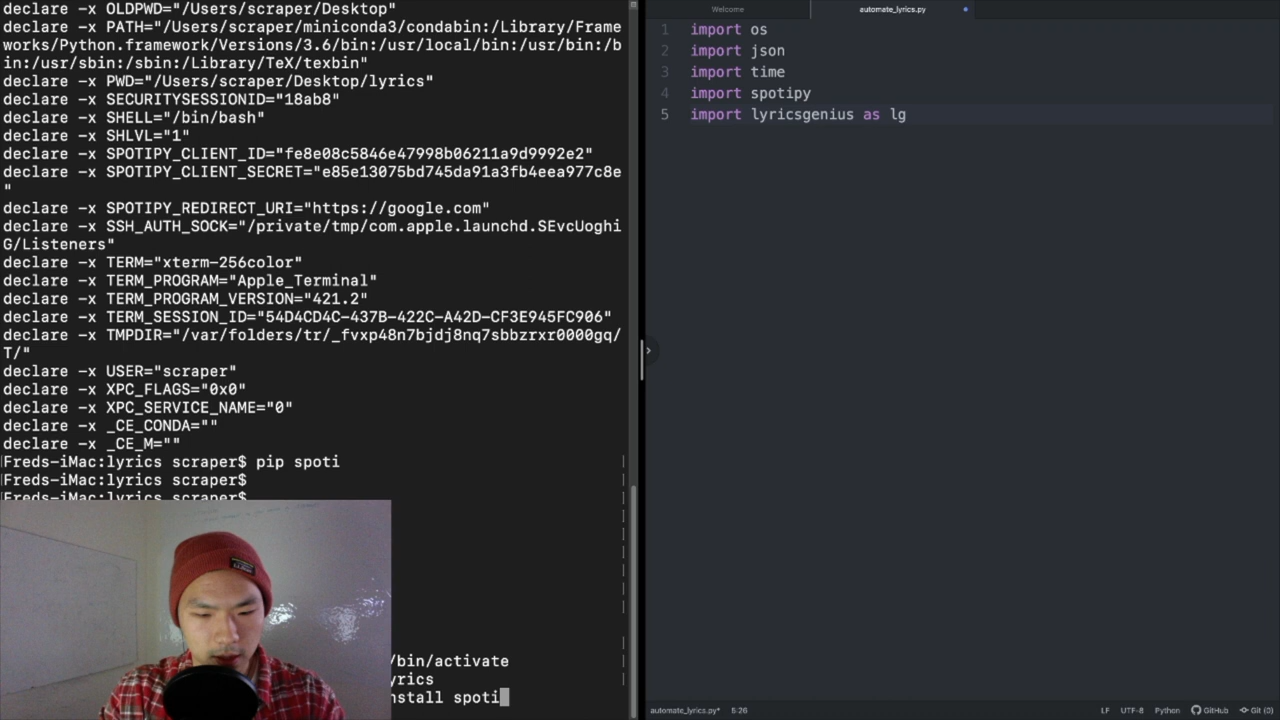 declare -x OLDPWD="/Users/scraper/Desktop"
declare -x PATH="/Users/scraper/miniconda3/condabin:/Library/Frame
works/Python.framework/Versions/3.6/bin:/usr/local/bin:/usr/bin:/b
in:/usr/sbin:/sbin:/Library/TeX/texbin"
declare -x PWD="/Users/scraper/Desktop/lyrics"
declare -x SECURITYSESSIONID="18ab8"
declare -x SHELL="/bin/bash"
declare -x SHLVL="1"
declare -x SPOTIPY_CLIENT_ID="fe8e08c5846e47998b06211a9d9992e2"
declare -x SPOTIPY_CLIENT_SECRET="e85e13075bd745da91a3fb4eea977c8e
"
declare -x SPOTIPY_REDIRECT_URI="https://google.com"
declare -x SSH_AUTH_SOCK="/private/tmp/com.apple.launchd.SEvcUoghi
G/Listeners"
declare -x TERM="xterm-256color"
declare -x TERM_PROGRAM="Apple_Terminal"
declare -x TERM_PROGRAM_VERSION="421.2"
declare -x TERM_SESSION_ID="54D4CD4C-437B-422C-A42D-CF3E945FC906"
declare -x TMPDIR="/var/folders/tr/_fvxp48n7bjdj8nq7sbbzrxr0000gq/
T/"
declare -x USER="scraper"
declare -x XPC_FLAGS="0x0"
declare -x XPC_SERVICE_NAME="0"
declare -x _CE_CONDA=""
declare -x _CE_M=""
Freds-iMac:lyrics scraper$ pip spoti
Freds-iMac:lyrics scraper$
Freds-iMac:lyrics scraper$
/bin/activate
yrics
nstall spoti
Welcome
automate_lyrics.py
1 import os
2 import json
3 import time
4 import spotipy
5 import lyricsgenius as lg
automate_lyrics.py* 5:26 LF UTF-8 Python GitHub Git (0)